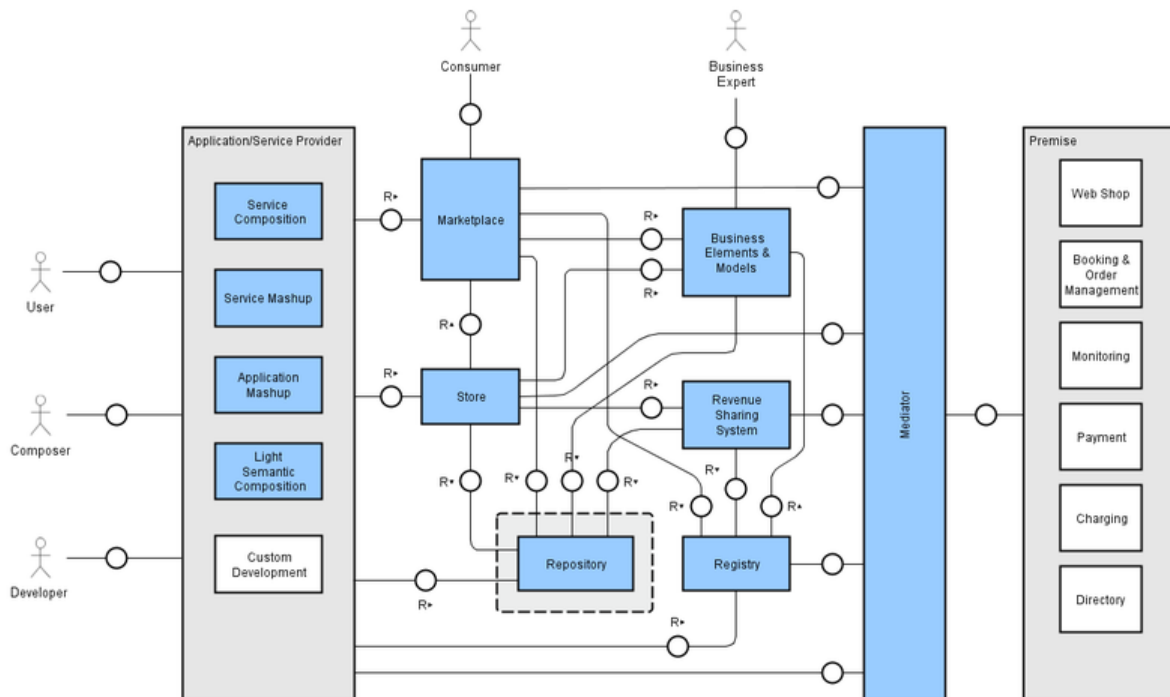 Consumer
Business
Expert
Application/Service Provider
Premise
Service
Composition
R▸
Marketplace
R▸
Business
Elements &
Models
Web Shop
Booking &
Order
Management
User
Service Mashup
R▸
R▴
Monitoring
Application
Mashup
R▸
Store
R▸
Revenue
Sharing
System
Mediator
Payment
Composer
Light
Semantic
Composition
R▾
R▾
R▾
R▾
R▾
R▾
R▴
Charging
Developer
Custom
Development
Repository
Registry
Directory
R▸
R▸